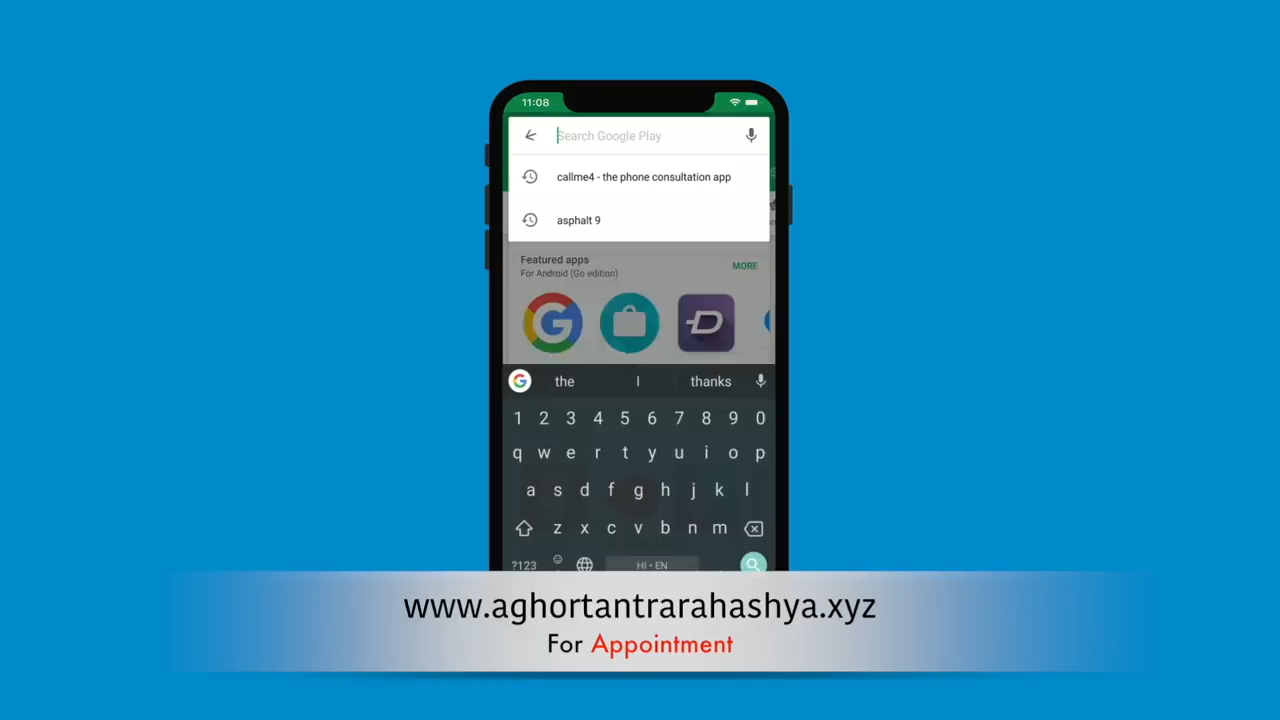 11:08
Search Google Play
callme4 - the phone consultation app
asphalt 9
Featured apps
For Android (Go edition)
MORE
the I thanks
1 2 3 4 5 6 7 8 9 0
q w e r t y u i o p
a s d f g h j k l
z x c v b n m
?123 HI • EN
www.aghortantrarahashya.xyz
For Appointment